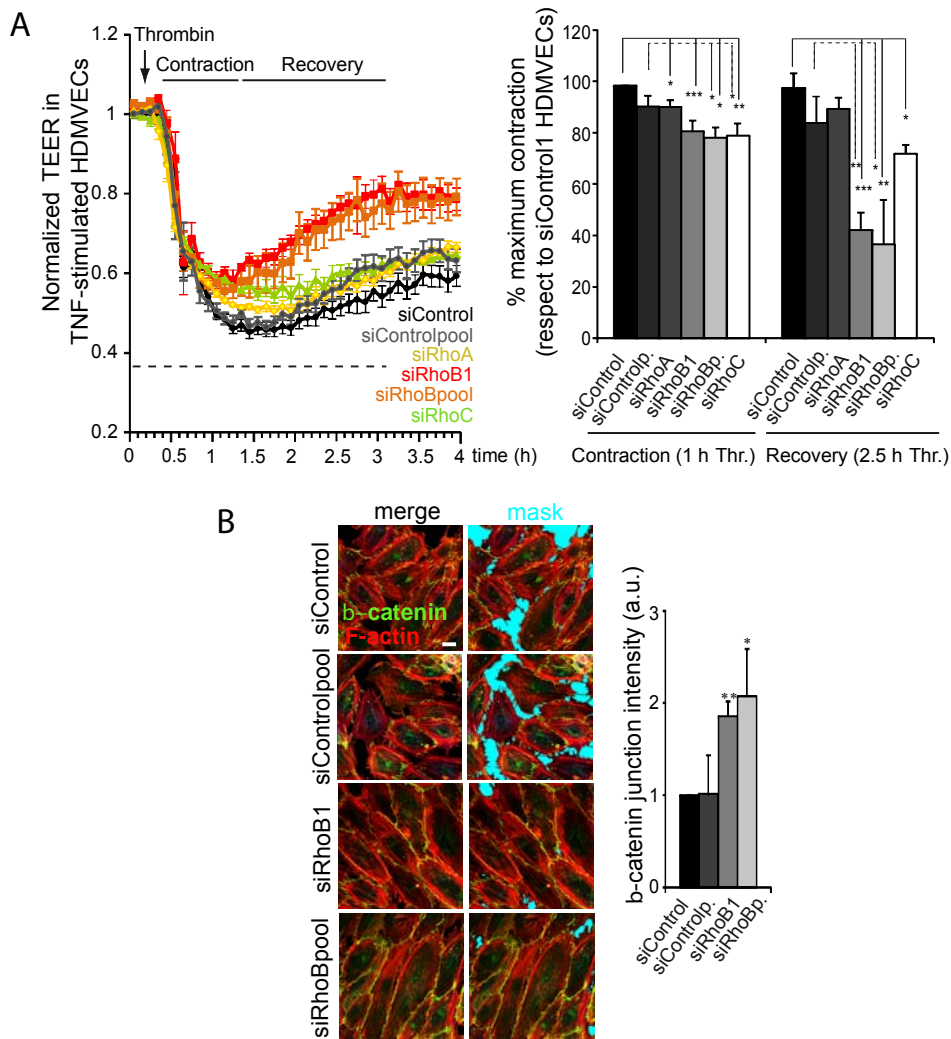 A
Thrombin
Contraction
Recovery
Normalized TEER in
TNF-stimulated HDMVECs
1.2
1
0.8
0.6
0.4
0.2
siControl
siControlpool
siRhoA
siRhoB1
siRhoBpool
siRhoC
0 0.5 1 1.5 2 2.5 3 3.5 4 time (h)
% maximum contraction
(respect to siControl1 HDMVECs)
120
100
80
60
40
20
0
* *** * * * **
** *** * ** *
siControl
siControlp.
siRhoA
siRhoB1
siRhoBp.
siRhoC
siControl
siControlp.
siRhoA
siRhoB1
siRhoBp.
siRhoC
Contraction (1 h Thr.)
Recovery (2.5 h Thr.)
B
merge mask
siControl
b-catenin
F-actin
siControlpool
siRhoB1
siRhoBpool
b-catenin junction intensity (a.u.)
3
2
1
0
** *
siControl
siControlp.
siRhoB1
siRhoBp.